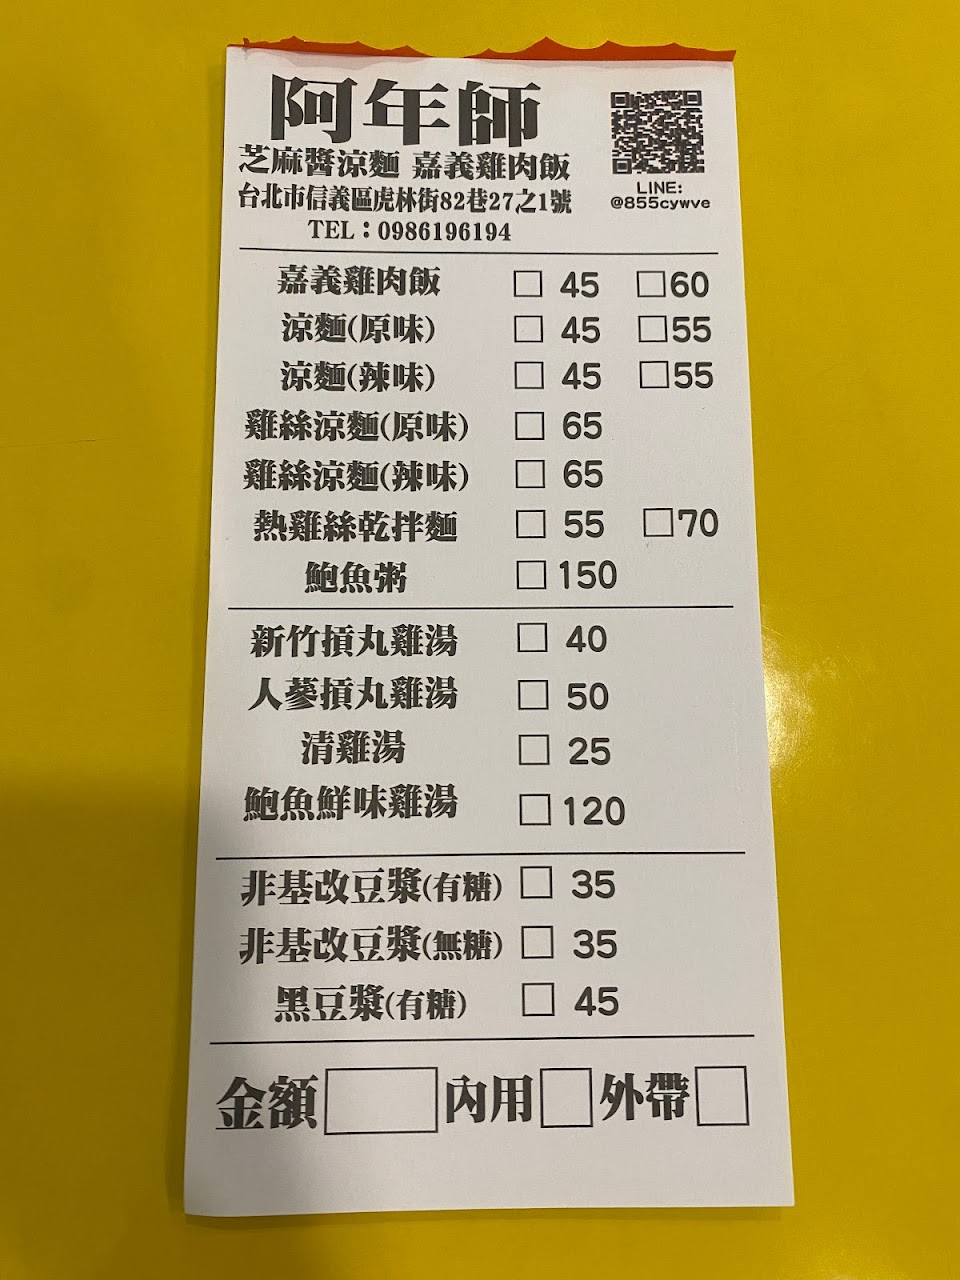 阿年師
芝麻醬涼麵 嘉義雞肉飯
台北市信義區虎林街82巷27之1號
TEL：0986196194
LINE:
@855cywve
嘉義雞肉飯 □ 45 □60
涼麵(原味) □ 45 □55
涼麵(辣味) □ 45 □55
雞絲涼麵(原味) □ 65
雞絲涼麵(辣味) □ 65
熱雞絲乾拌麵 □ 55 □70
鮑魚粥 □150
新竹摃丸雞湯 □ 40
人蔘摃丸雞湯 □ 50
清雞湯 □ 25
鮑魚鮮味雞湯 □120
非基改豆漿(有糖) □ 35
非基改豆漿(無糖) □ 35
黑豆漿(有糖) □ 45
金額□內用□外帶□